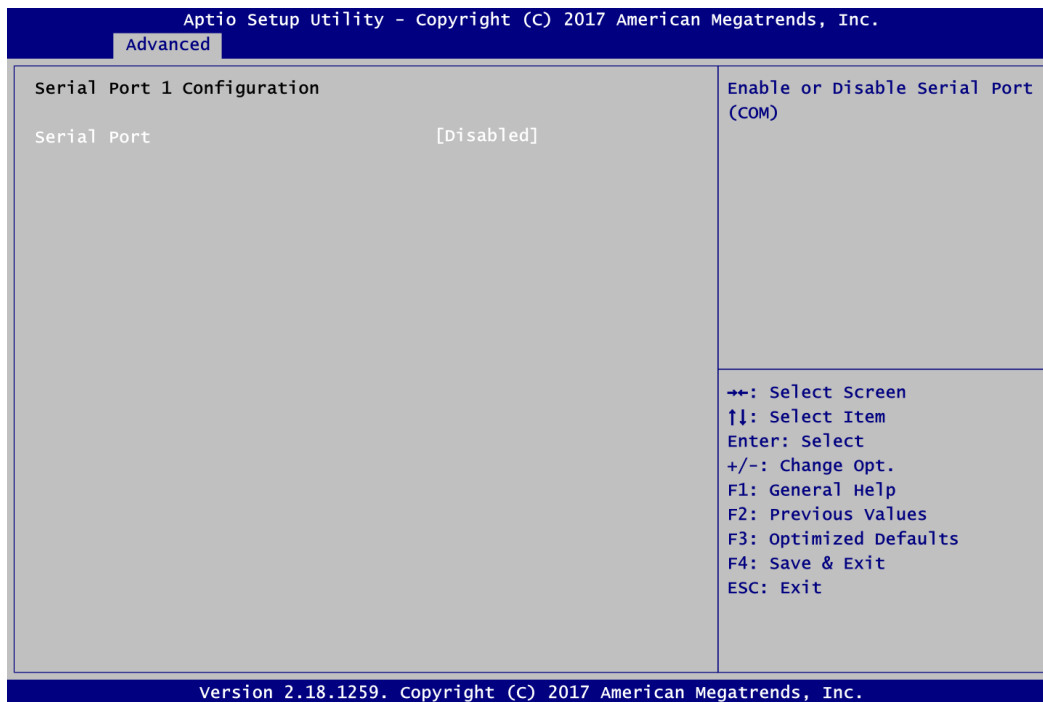 Aptio Setup Utility - Copyright (C) 2017 American Megatrends, Inc.
Advanced
Serial Port 1 Configuration
Serial Port [Disabled]
Enable or Disable Serial Port
(COM)
→←: Select Screen
↑↓: Select Item
Enter: Select
+/-: Change Opt.
F1: General Help
F2: Previous Values
F3: Optimized Defaults
F4: Save & Exit
ESC: Exit
Version 2.18.1259. Copyright (C) 2017 American Megatrends, Inc.